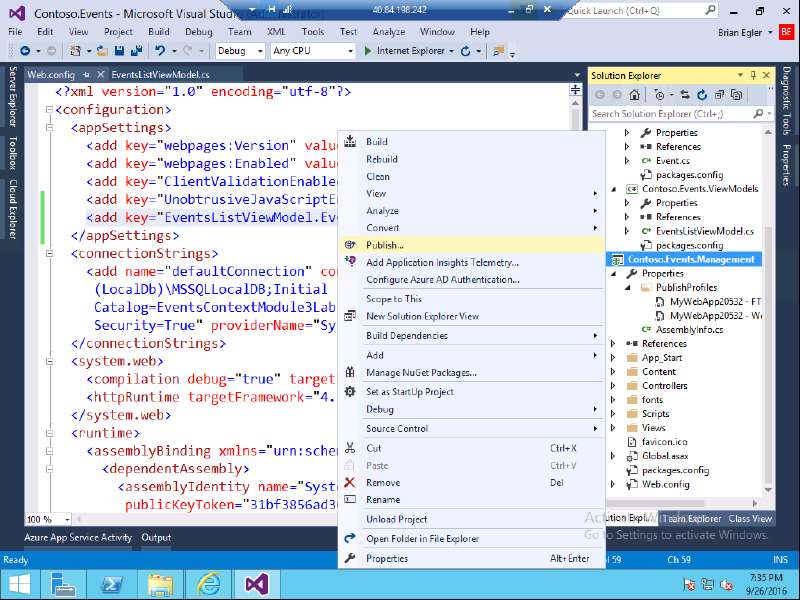 Contoso.Events - Microsoft Visual Stud
40.84.198.242
Quick Launch (Ctrl+Q)
File Edit View Project Build Debug Team XML Tools Test Analyze Window Help
Brian Egler BE
Debug Any CPU Internet Explorer
Server Explorer
Toolbox
Cloud Explorer
Web.config EventsListViewModel.cs
<?xml version="1.0" encoding="utf-8"?>
<configuration>
<appSettings>
<add key="webpages:Version" valu
<add key="webpages:Enabled" valu
<add key="ClientValidationEnable
<add key="UnobtrusiveJavaScriptE
<add key="EventsListViewModel.Ev
</appSettings>
<connectionStrings>
<add name="defaultConnection" co
(LocalDb)\MSSQLLocalDB;Initial
Catalog=EventsContextModule3Lab
Security=True" providerName="Sy
</connectionStrings>
<system.web>
<compilation debug="true" target
<httpRuntime targetFramework="4.
</system.web>
<runtime>
<assemblyBinding xmlns="urn:sche
<dependentAssembly>
<assemblyIdentity name="Syst
publicKeyToken="31bf3856ad3
100 %
Build
Rebuild
Clean
View
Analyze
Convert
Publish...
Add Application Insights Telemetry...
Configure Azure AD Authentication...
Scope to This
New Solution Explorer View
Build Dependencies
Add
Manage NuGet Packages...
Set as StartUp Project
Debug
Source Control
Cut Ctrl+X
Paste Ctrl+V
Remove Del
Rename
Unload Project
Open Folder in File Explorer
Properties Alt+Enter
Solution Explorer
Search Solution Explorer (Ctrl+;)
Properties
References
Event.cs
packages.config
Contoso.Events.ViewModels
Properties
References
EventsListViewModel.cs
packages.config
Contoso.Events.Management
Properties
PublishProfiles
MyWebApp20532 - FT
MyWebApp20532 - We
AssemblyInfo.cs
References
App_Start
Content
Controllers
fonts
Scripts
Views
favicon.ico
Global.asax
packages.config
Web.config
Team Explorer Class View
Diagnostic Tools
Properties
Go to Settings to activate Windows.
Azure App Service Activity Output
Ready
Ch 59 INS
7:35 PM
9/26/2016